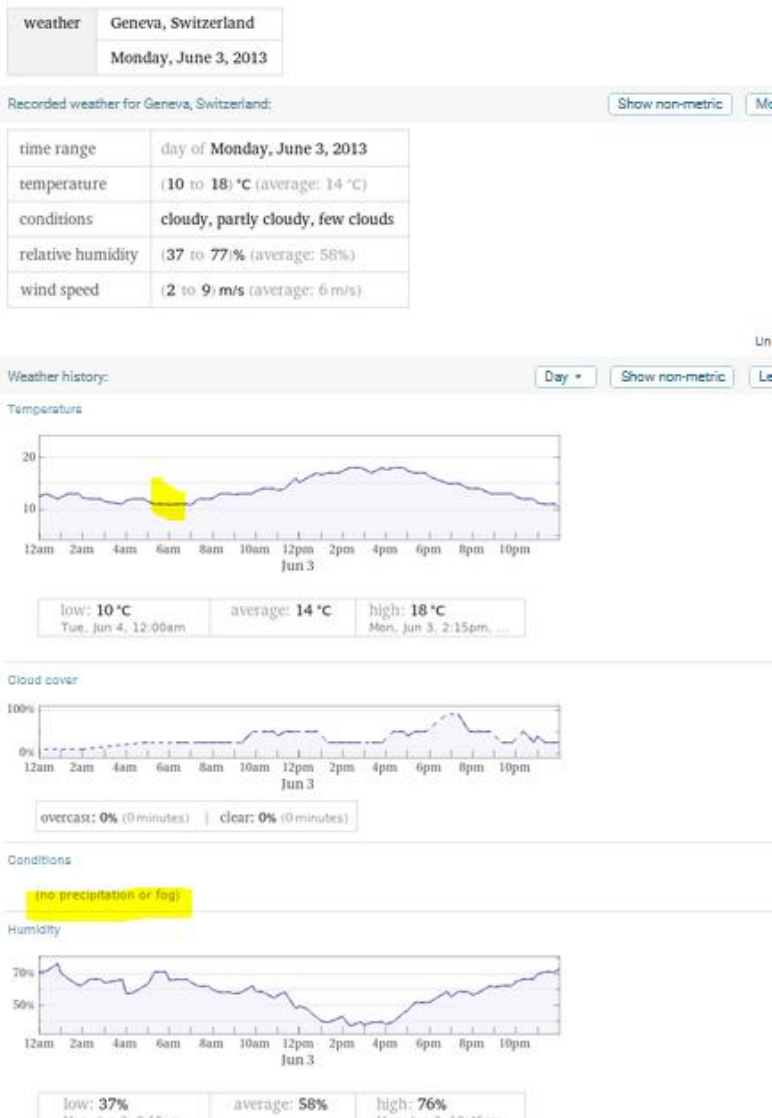 weather Geneva, Switzerland
Monday, June 3, 2013
Recorded weather for Geneva, Switzerland: Show non-metric Mo
time range day of Monday, June 3, 2013
temperature (10 to 18) °C (average: 14 °C)
conditions cloudy, partly cloudy, few clouds
relative humidity (37 to 77)% (average: 58%)
wind speed (2 to 9) m/s (average: 6 m/s)
Un
Weather history: Day Show non-metric Le
Temperature
20
10
12am 2am 4am 6am 8am 10am 12pm 2pm 4pm 6pm 8pm 10pm
Jun 3
low: 10 °C average: 14 °C high: 18 °C
Tue, Jun 4, 12:00am Mon, Jun 3, 2:15pm, ...
Cloud cover
100%
0%
12am 2am 4am 6am 8am 10am 12pm 2pm 4pm 6pm 8pm 10pm
Jun 3
overcast: 0% (0 minutes) | clear: 0% (0 minutes)
Conditions
(no precipitation or fog)
Humidity
70%
50%
12am 2am 4am 6am 8am 10am 12pm 2pm 4pm 6pm 8pm 10pm
Jun 3
low: 37% average: 58% high: 76%